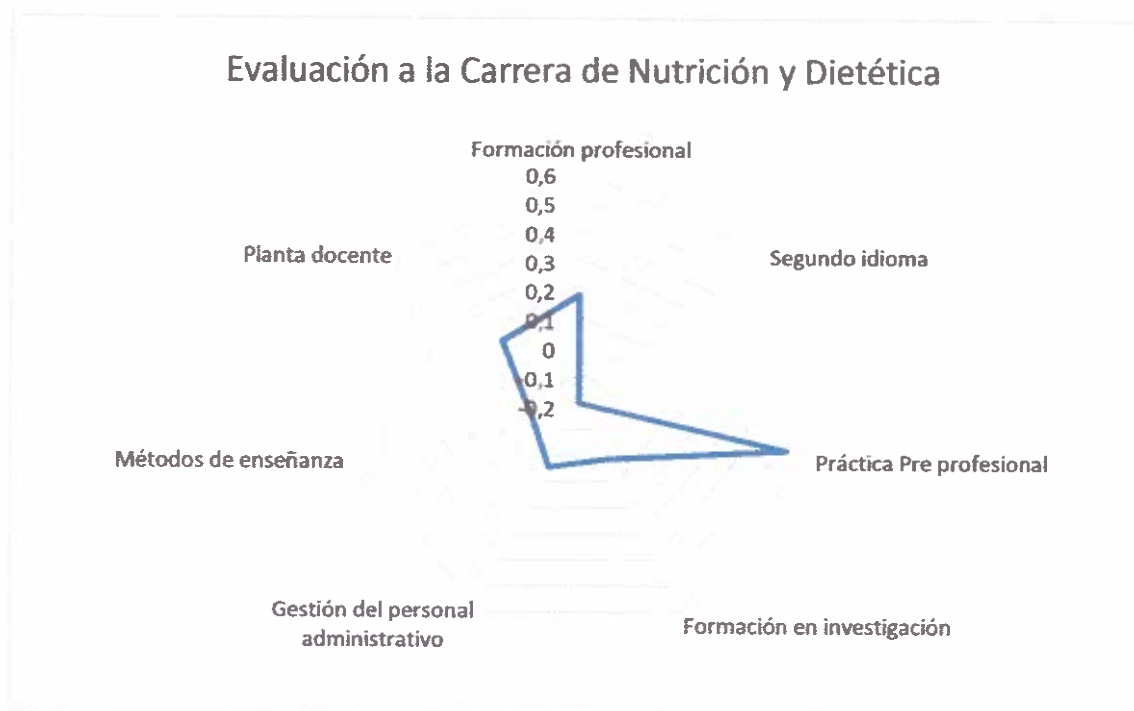 Evaluación a la Carrera de Nutrición y Dietética
Formación profesional
0,6
0,5
0,4
0,3
0,2
0,1
0
-0,1
-0,2
Segundo idioma
Práctica Pre profesional
Formación en investigación
Gestión del personal
administrativo
Métodos de enseñanza
Planta docente